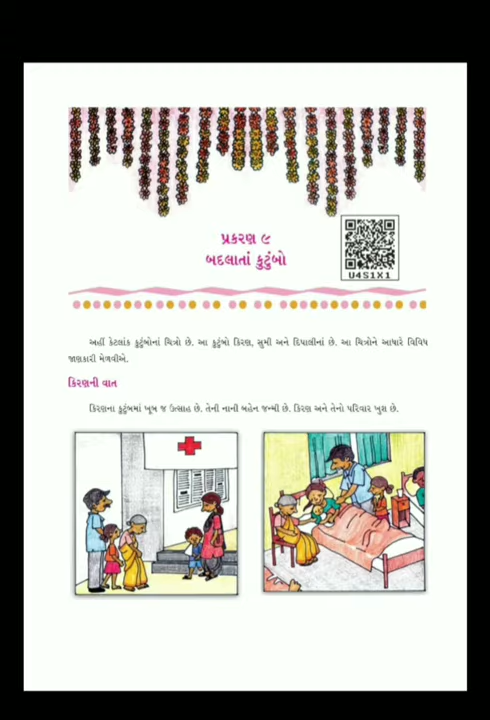 પ્રકરણ ૯
બદલાતાં કુટુંબો
U4S1X1
અહીં કેટલાંક કુટુંબોનાં ચિત્રો છે. આ કુટુંબો કિરણ, સુમી અને દિપાલીનાં છે. આ ચિત્રોને આધારે વિવિધ
જાણકારી મેળવીએ.
કિરણની વાત
કિરણના કુટુંબમાં ખૂબ જ ઉત્સાહ છે. તેની નાની બહેન જન્મી છે. કિરણ અને તેનો પરિવાર ખુશ છે.